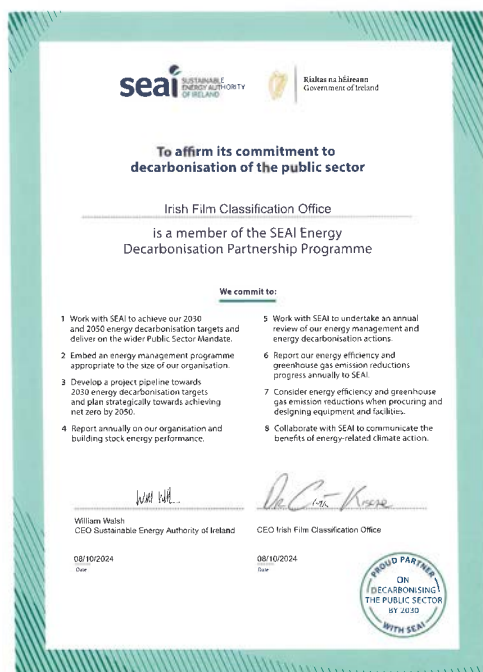 seai SUSTAINABLE
ENERGY AUTHORITY
OF IRELAND
Rialtas na hÉireann
Government of Ireland
To affirm its commitment to
decarbonisation of the public sector
Irish Film Classification Office
is a member of the SEAI Energy
Decarbonisation Partnership Programme
We commit to:
1 Work with SEAI to achieve our 2030
and 2050 energy decarbonisation targets and
deliver on the wider Public Sector Mandate.
2 Embed an energy management programme
appropriate to the size of our organisation.
3 Develop a project pipeline towards
2030 energy decarbonisation targets
and plan strategically towards achieving
net zero by 2050.
4 Report annually on our organisation and
building stock energy performance.
5 Work with SEAI to undertake an annual
review of our energy management and
energy decarbonisation actions.
6 Report our energy efficiency and
greenhouse gas emission reductions
progress annually to SEAI.
7 Consider energy efficiency and greenhouse
gas emission reductions when procuring and
designing equipment and facilities.
8 Collaborate with SEAI to communicate the
benefits of energy-related climate action.
William Walsh
CEO Sustainable Energy Authority of Ireland
08/10/2024
Date
CEO Irish Film Classification Office
08/10/2024
Date
PROUD PARTNER
ON
DECARBONISING
THE PUBLIC SECTOR
BY 2030
WITH SEAI